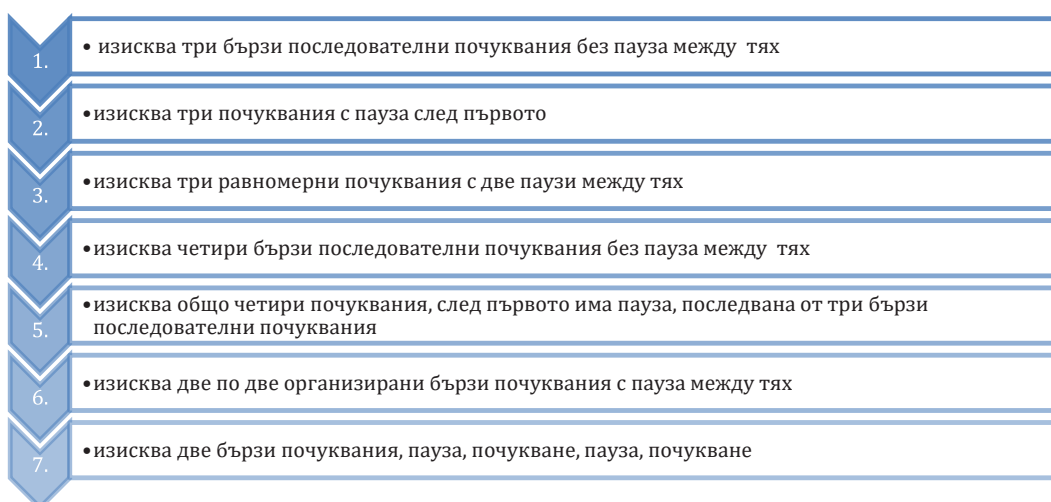 1. • изисква три бързи последователни почуквания без пауза между тях
2. •изисква три почуквания с пауза след първото
3. •изисква три равномерни почуквания с две паузи между тях
4. •изисква четири бързи последователни почуквания без пауза между тях
5. •изисква общо четири почуквания, след първото има пауза, последвана от три бързи
последователни почуквания
6. •изисква две по две организирани бързи почуквания с пауза между тях
7. •изисква две бързи почуквания, пауза, почукване, пауза, почукване